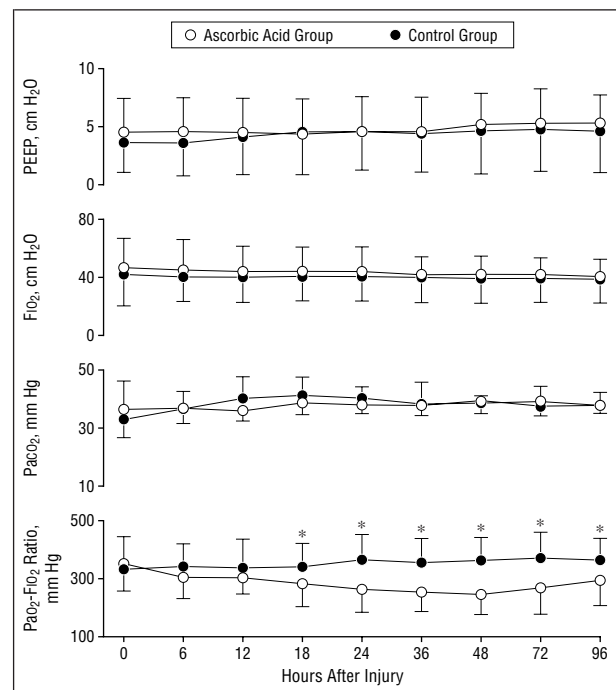 Ascorbic Acid Group Control Group
PEEP, cm H₂O
10
5
0
FIO₂, cm H₂O
80
40
0
PaCO₂, mm Hg
50
30
10
PaO₂-FIO₂ Ratio,
mm Hg
500
300
100
* * * * * *
0 6 12 18 24 36 48 72 96
Hours After Injury